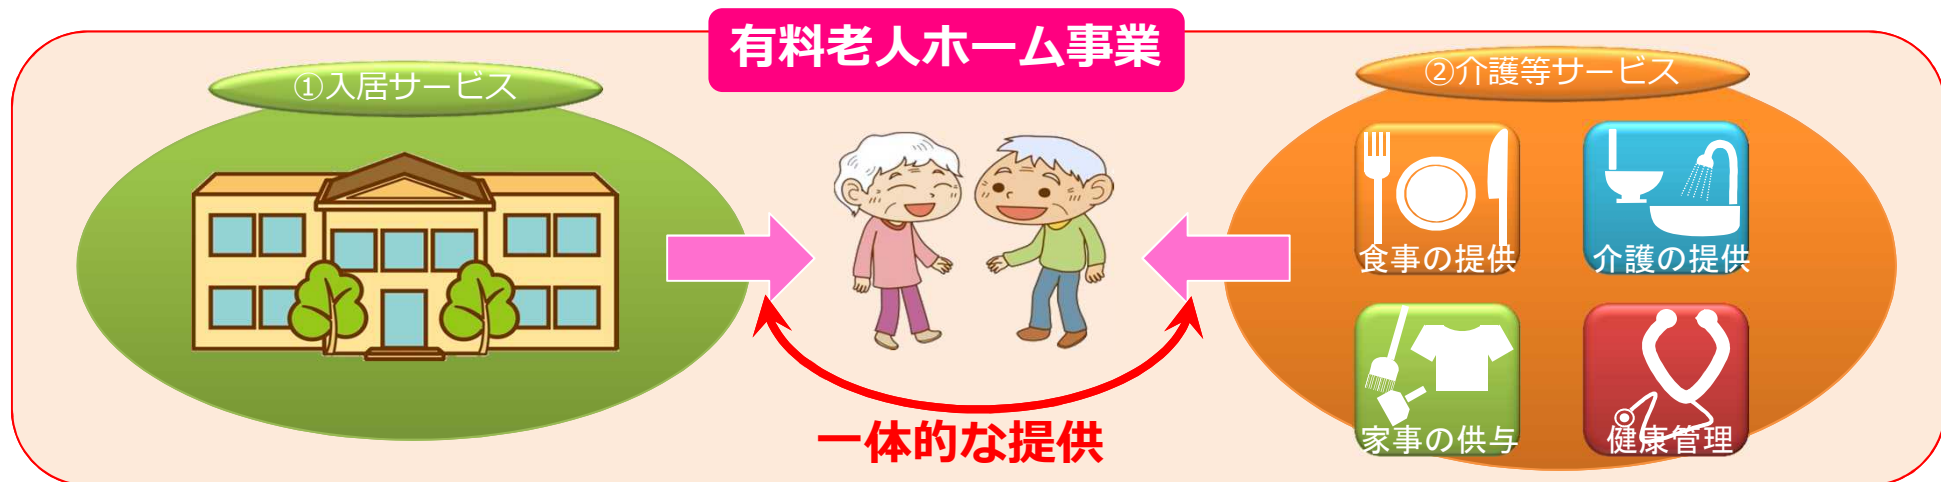 有料老人ホーム事業
①入居サービス
②介護等サービス
食事の提供
介護の提供
家事の供与
健康管理
一体的な提供